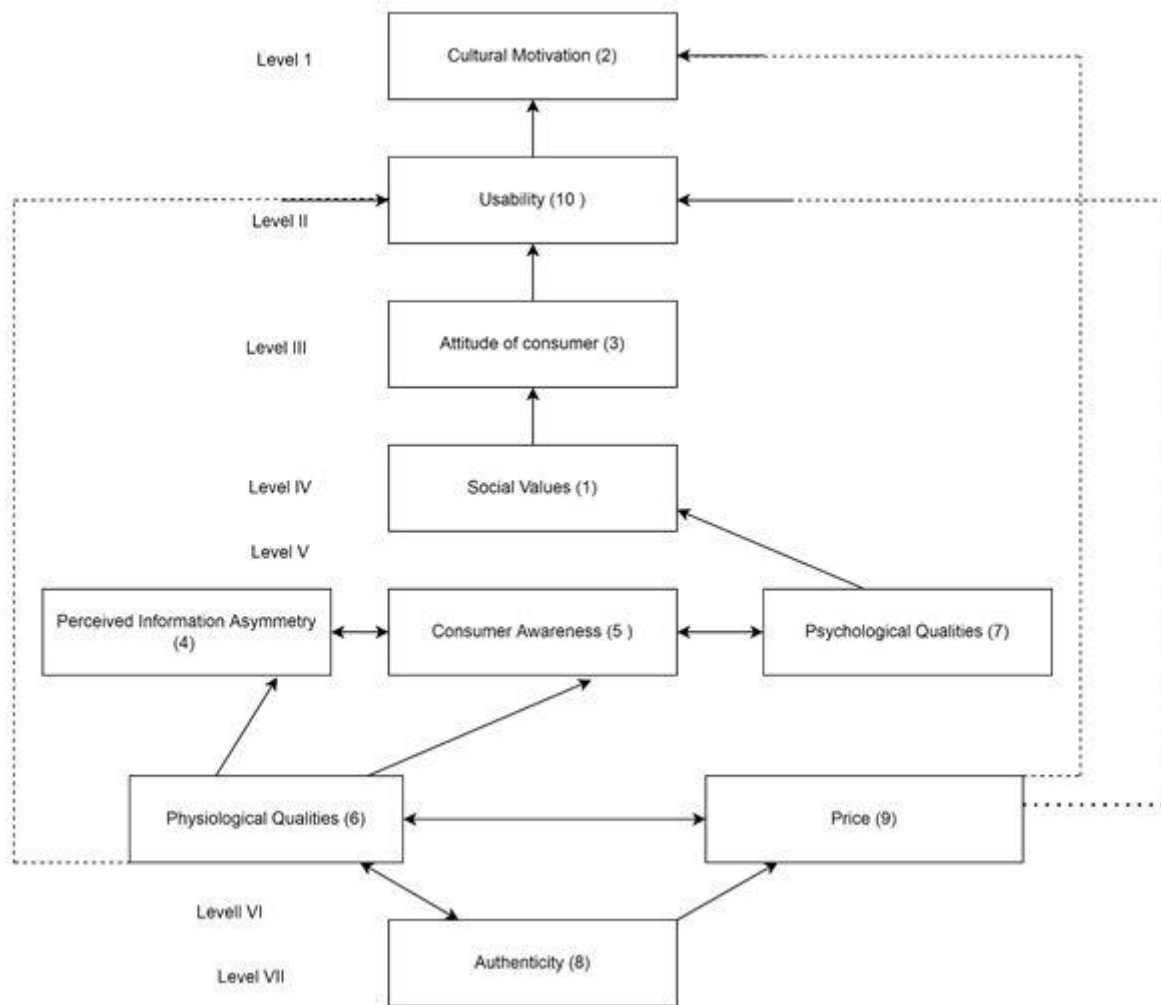 Level 1
Cultural Motivation (2)
Usability (10 )
Level II
Attitude of consumer (3)
Level III
Social Values (1)
Level IV
Level V
Perceived Information Asymmetry
(4)
Consumer Awareness (5 )
Psychological Qualities (7)
Physiological Qualities (6)
Price (9)
Levell VI
Authenticity (8)
Level VII